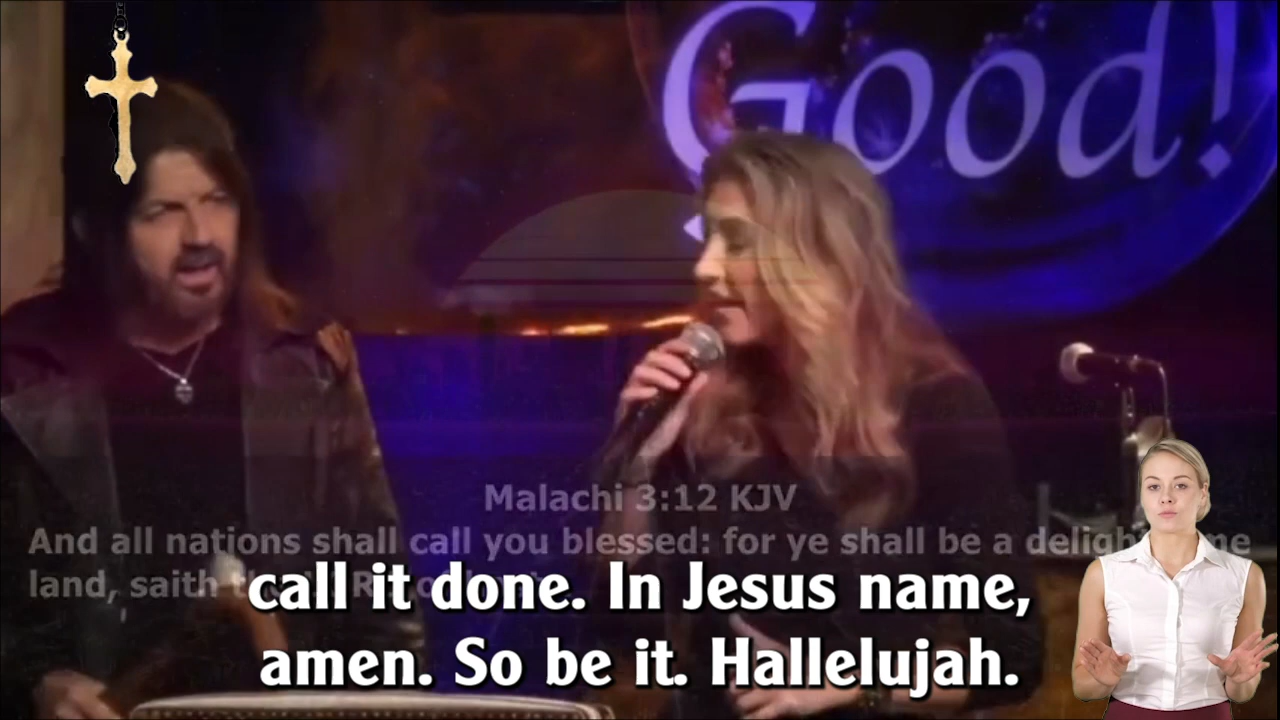 Good!
Malachi 3:12 KJV
And all nations shall call you blessed: for ye shall be a
land, saith
call it done. In Jesus name,
amen. So be it. Hallelujah.